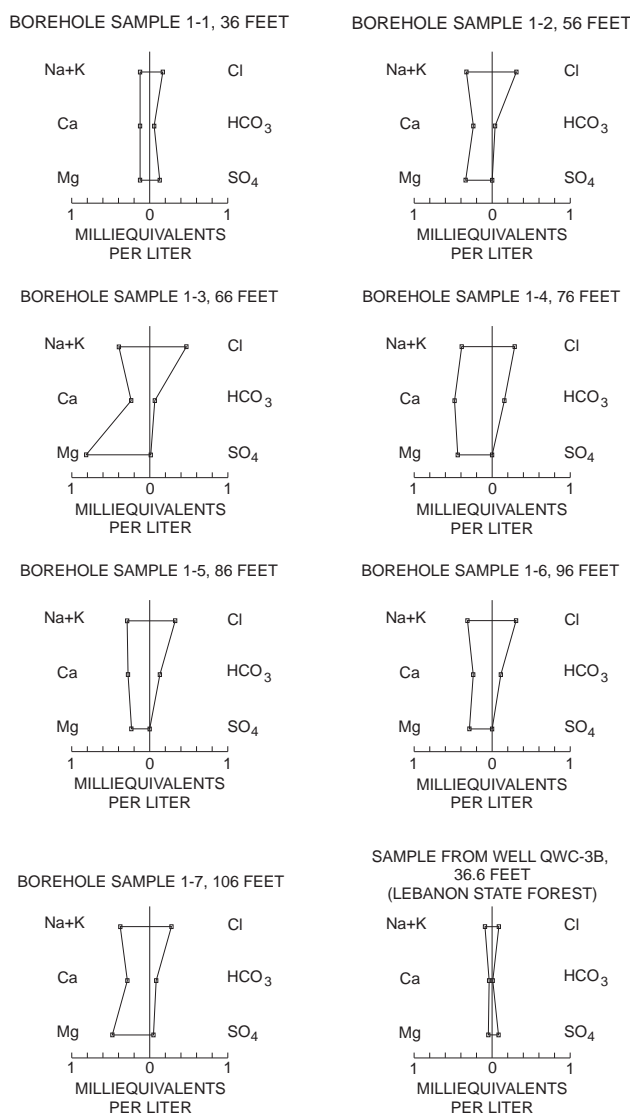 BOREHOLE SAMPLE 1-1, 36 FEET
Na+K Cl
Ca HCO3
Mg SO4
1 0 1
MILLIEQUIVALENTS
PER LITER
BOREHOLE SAMPLE 1-2, 56 FEET
Na+K Cl
Ca HCO3
Mg SO4
1 0 1
MILLIEQUIVALENTS
PER LITER
BOREHOLE SAMPLE 1-3, 66 FEET
Na+K Cl
Ca HCO3
Mg SO4
1 0 1
MILLIEQUIVALENTS
PER LITER
BOREHOLE SAMPLE 1-4, 76 FEET
Na+K Cl
Ca HCO3
Mg SO4
1 0 1
MILLIEQUIVALENTS
PER LITER
BOREHOLE SAMPLE 1-5, 86 FEET
Na+K Cl
Ca HCO3
Mg SO4
1 0 1
MILLIEQUIVALENTS
PER LITER
BOREHOLE SAMPLE 1-6, 96 FEET
Na+K Cl
Ca HCO3
Mg SO4
1 0 1
MILLIEQUIVALENTS
PER LITER
BOREHOLE SAMPLE 1-7, 106 FEET
Na+K Cl
Ca HCO3
Mg SO4
1 0 1
MILLIEQUIVALENTS
PER LITER
SAMPLE FROM WELL QWC-3B,
36.6 FEET
(LEBANON STATE FOREST)
Na+K Cl
Ca HCO3
Mg SO4
1 0 1
MILLIEQUIVALENTS
PER LITER